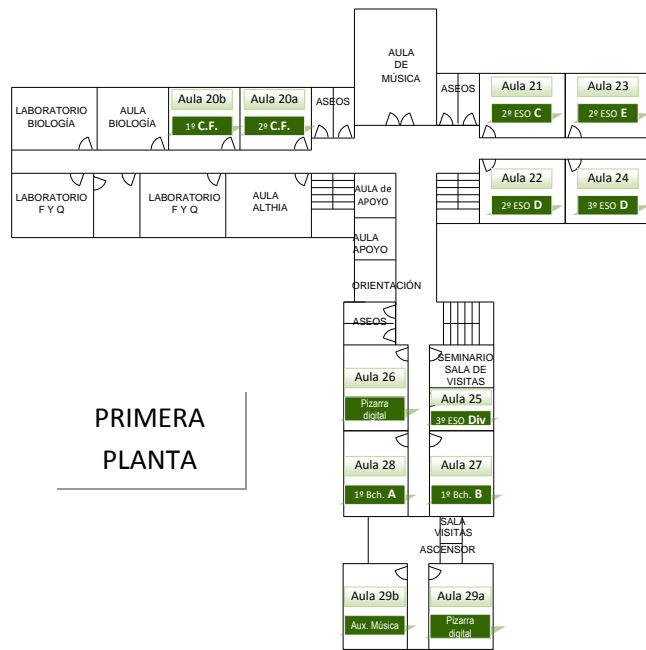 AULA
DE
MÚSICA
LABORATORIO
BIOLOGÍA
AULA
BIOLOGÍA
Aula 20b
1º C.F.
Aula 20a
2º C.F.
ASEOS
ASEOS
Aula 21
2º ESO C
Aula 23
2º ESO E
LABORATORIO
F Y Q
LABORATORIO
F Y Q
AULA
ALTHIA
AULA de
APOYO
Aula 22
2º ESO D
Aula 24
3º ESO D
AULA
APOYO
ORIENTACIÓN
ASEOS
SEMINARIO
SALA DE
VISITAS
Aula 26
Pizarra
digital
Aula 25
3º ESO Div
PRIMERA
PLANTA
Aula 28
1º Bch. A
Aula 27
1º Bch. B
SALA
VISITAS
ASCENSOR
Aula 29b
Aux. Música
Aula 29a
Pizarra
digital